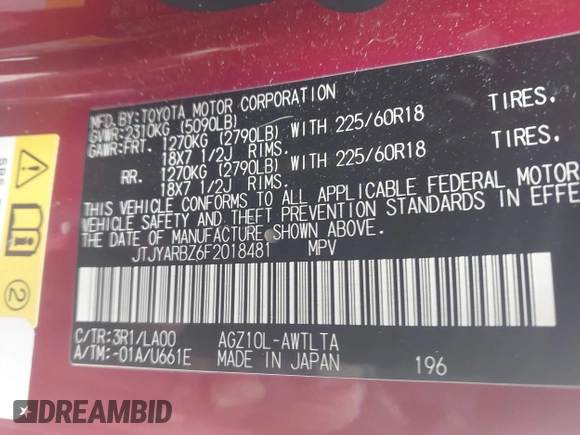 MFD.BY:TOYOTA MOTOR CORPORATION
GVWR:2310KG (5090LB)
GAWR:FRT. 1270KG (2790LB) WITH 225/60R18 TIRES.
18X7 1/2J RIMS.
RR. 1270KG (2790LB) WITH 225/60R18 TIRES.
18X7 1/2J RIMS.
THIS VEHICLE CONFORMS TO ALL APPLICABLE FEDERAL MOTOR
VEHICLE SAFETY AND THEFT PREVENTION STANDARDS IN EFFE
THE DATE OF MANUFACTURE SHOWN ABOVE.
JTJYARBZ6F2018481 MPV
C/TR:3R1/LA00 AGZ10L-AWTLTA
A/TM:-01A/U661E MADE IN JAPAN 196
2
DREAMBID